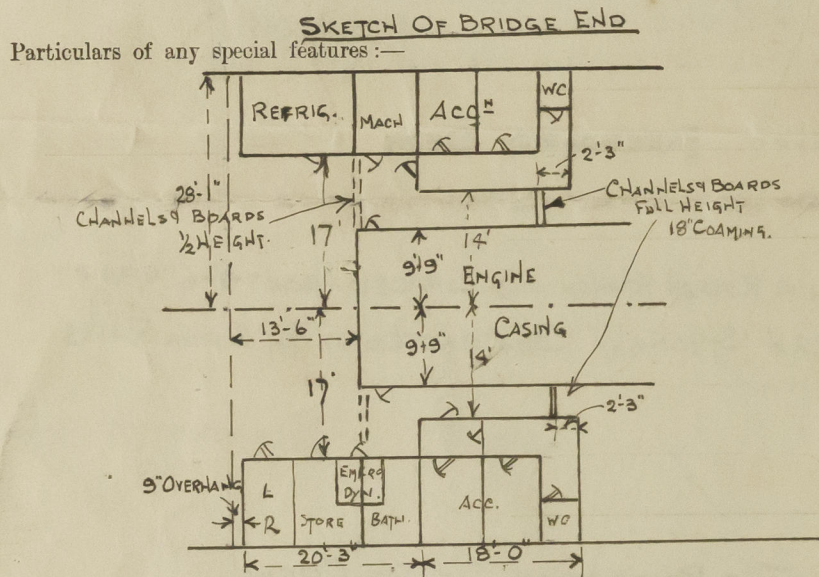 SKETCH OF BRIDGE END
Particulars of any special features :—
REFRIG.
MACH
ACCN
WC
2'-3"
28'-1"
CHANNELS & BOARDS
½ HEIGHT.
17'
14'
CHANNELS & BOARDS
FULL HEIGHT
18" COAMING.
9'-9"
ENGINE
13'-6"
CASING
9'-9"
14'
17'
2'-3"
9" OVERHANG
L
R
STORE
EMERG
DYN.
BATH.
ACC.
WC
20'-3"
18'-0"